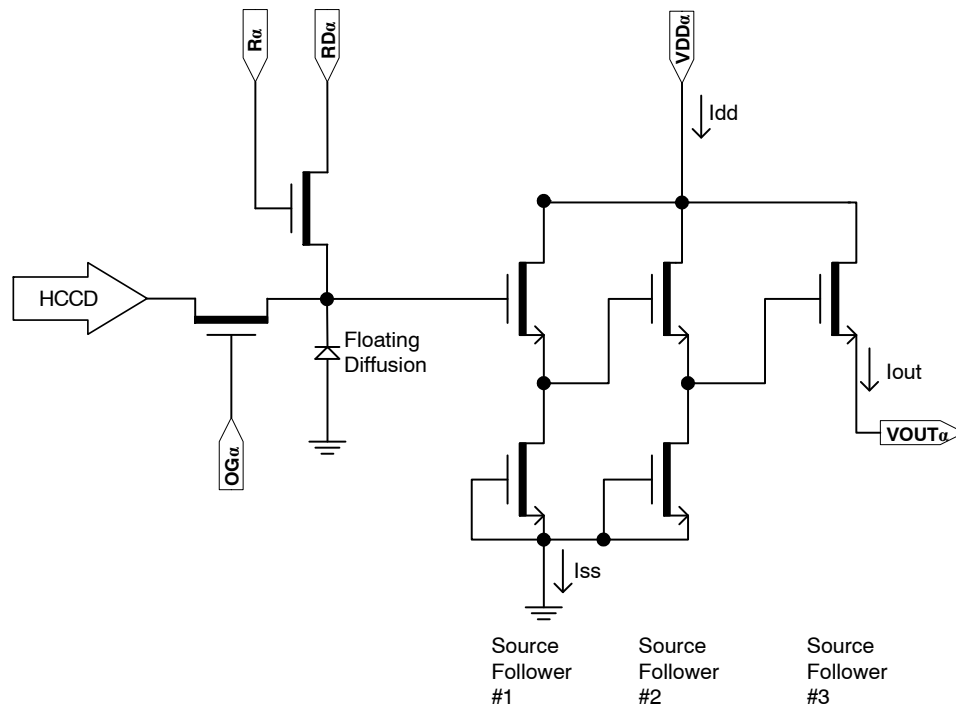 Rα
RDα
VDDα
Idd
HCCD
Floating
Diffusion
Iout
VOUTα
OGα
Iss
Source
Follower
#1
Source
Follower
#2
Source
Follower
#3